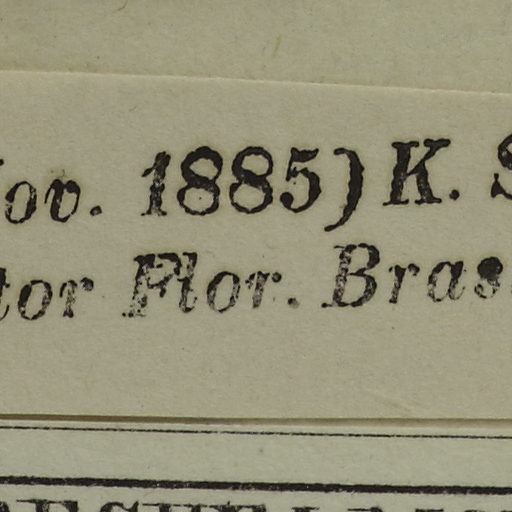 ov. 1885) K. S
tor Flor. Bras